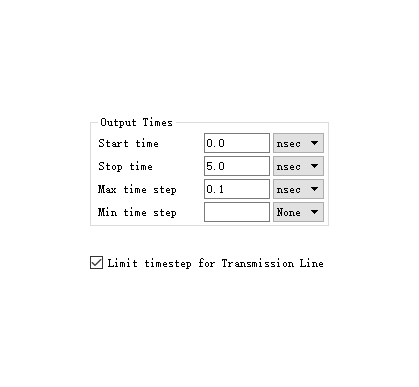 Output Times
Start time 0.0 nsec
Stop time 5.0 nsec
Max time step 0.1 nsec
Min time step None
Limit timestep for Transmission Line